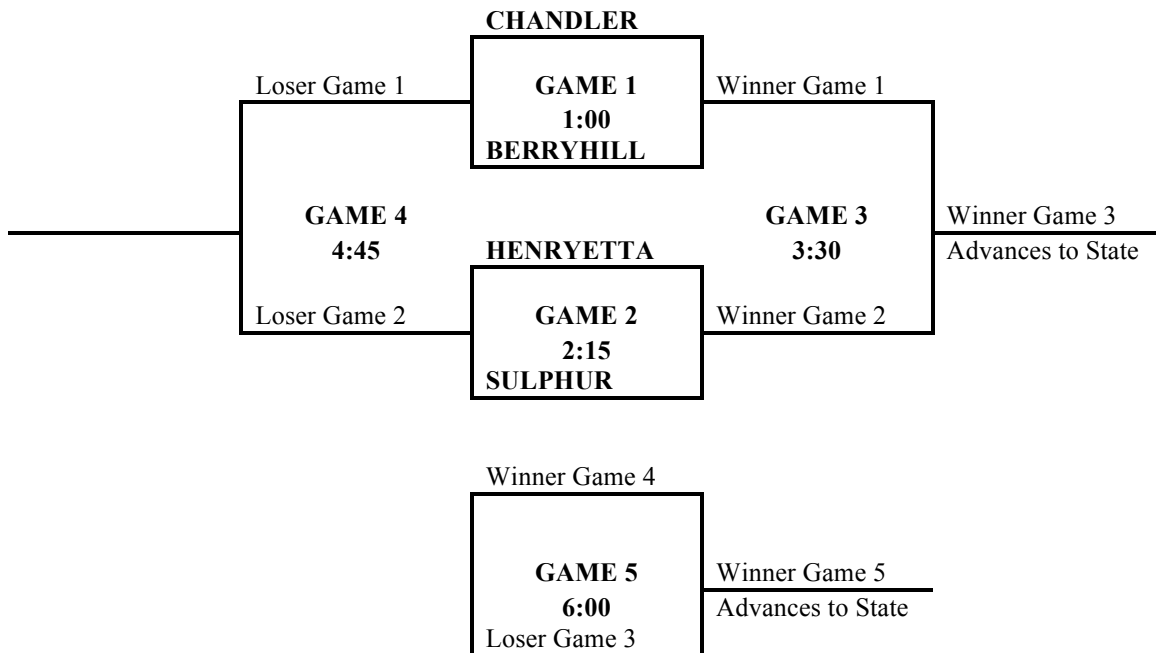 CHANDLER
Loser Game 1
GAME 1
Winner Game 1
1:00
BERRYHILL
GAME 4
GAME 3
Winner Game 3
4:45
HENRYETTA
3:30
Advances to State
Loser Game 2
GAME 2
Winner Game 2
2:15
SULPHUR
Winner Game 4
GAME 5
Winner Game 5
6:00
Advances to State
Loser Game 3